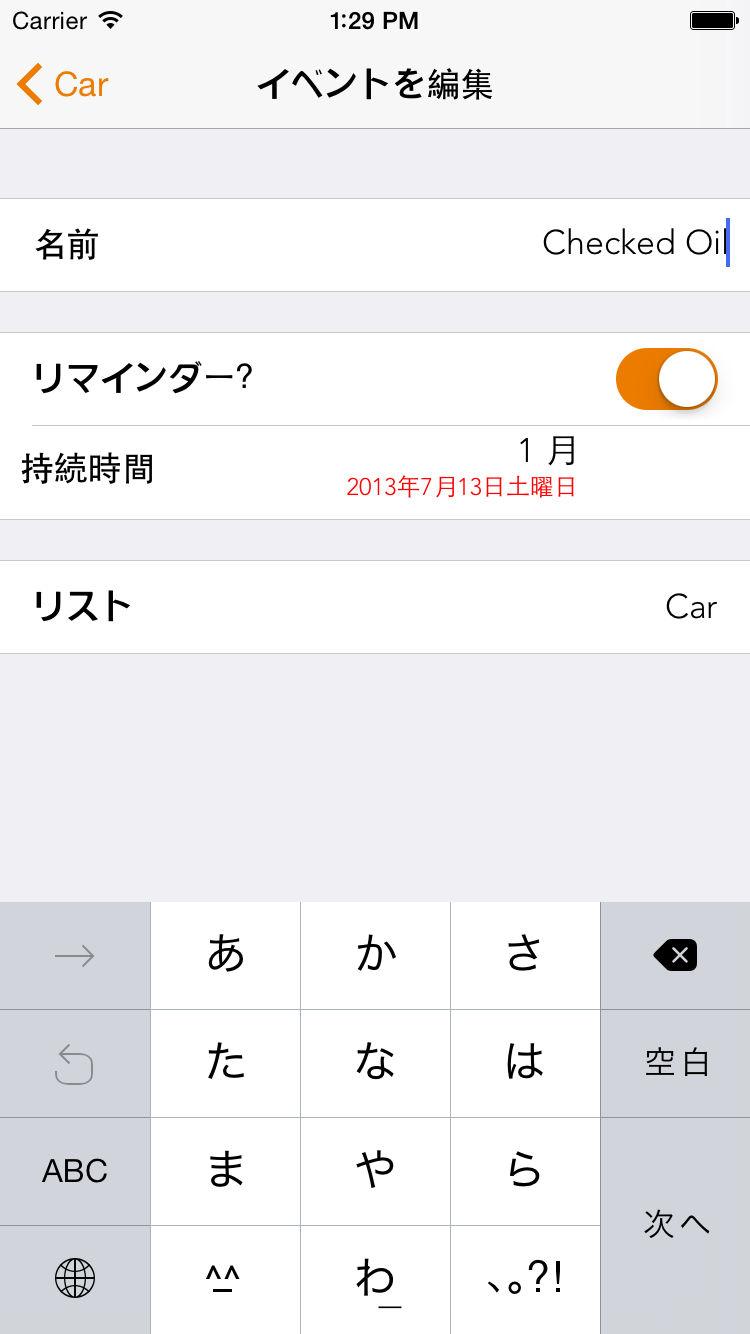 Carrier 1:29 PM
Car イベントを編集
名前 Checked Oil
リマインダー?
持続時間 1 月
2013年7月13日土曜日
リスト Car
→ あ か さ
た な は 空白
ABC ま や ら 次へ
^_^ わ_ 、。?!